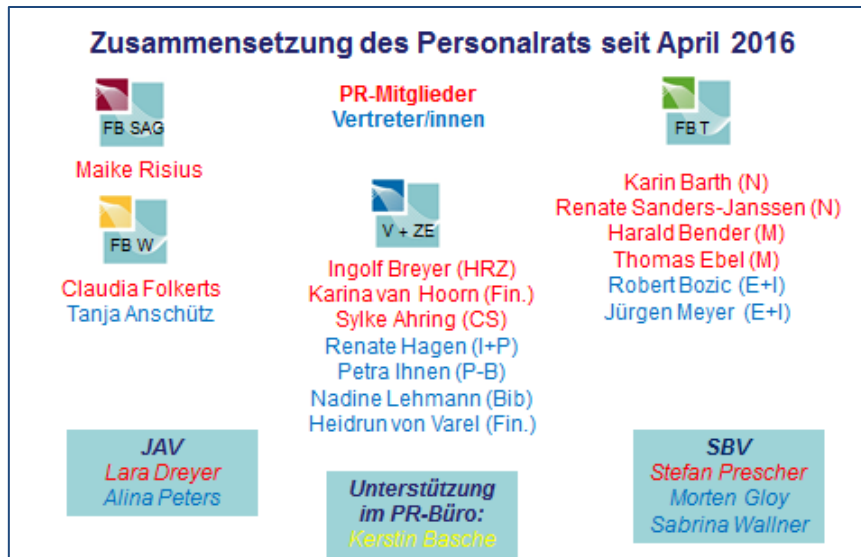 Zusammensetzung des Personalrats seit April 2016
FB SAG
Maike Risius
FB W
Claudia Folkerts
Tanja Anschütz
PR-Mitglieder
Vertreter/innen
V + ZE
Ingolf Breyer (HRZ)
Karina van Hoorn (Fin.)
Sylke Ahring (CS)
Renate Hagen (I+P)
Petra Ihnen (P-B)
Nadine Lehmann (Bib)
Heidrun von Varel (Fin.)
FB T
Karin Barth (N)
Renate Sanders-Janssen (N)
Harald Bender (M)
Thomas Ebel (M)
Robert Bozic (E+I)
Jürgen Meyer (E+I)
JAV
Lara Dreyer
Alina Peters
Unterstützung
im PR-Büro:
Kerstin Basche
SBV
Stefan Prescher
Morten Gloy
Sabrina Wallner